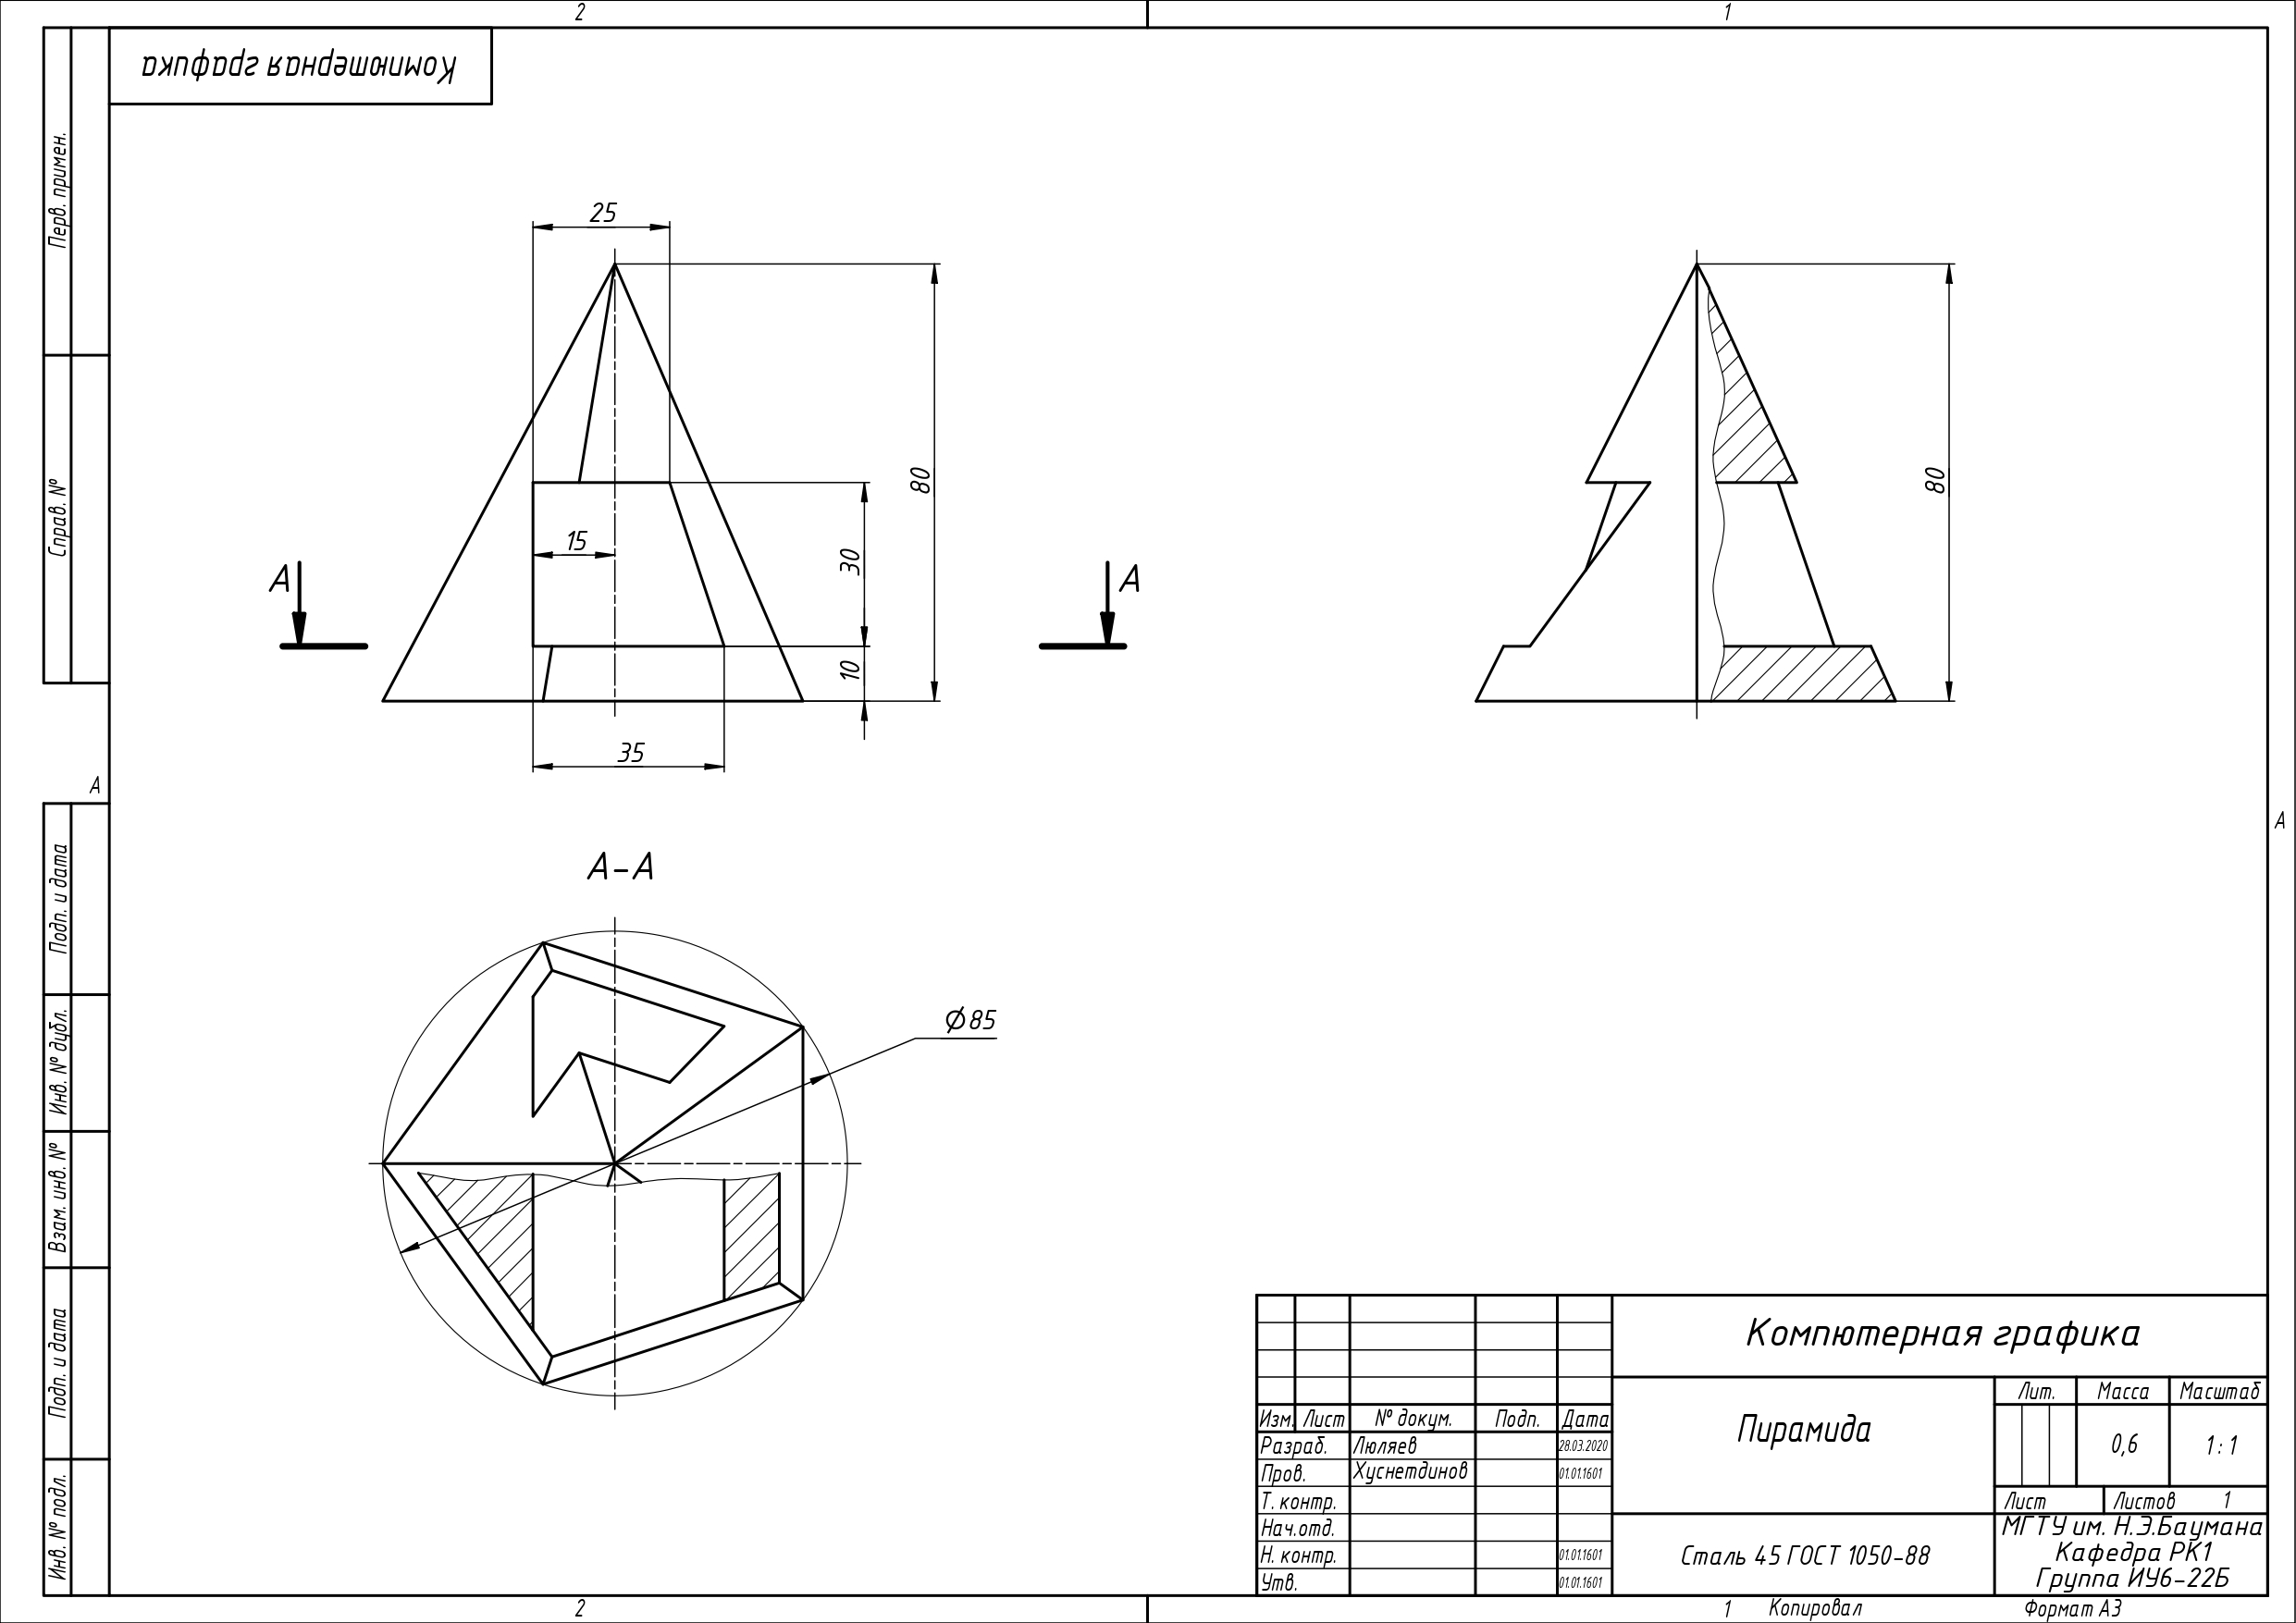 2
1
Компютерная графика
Перв. примен.
Справ. №
25
80
15
30
10
35
80
А
А
А
А
Подп. и дата
Инв. № дубл.
Взам. инв. №
Подп. и дата
Инв. № подл.
А-А
⌀85
Компютерная графика
Лит.
Масса
Масштаб
Изм.
Лист
№ докум.
Подп.
Дата
Пирамида
Разраб.
Люляев
28.03.2020
0,6
1:1
Пров.
Хуснетдинов
01.01.1601
Т. контр.
Лист
Листов 1
Нач.отд.
Н. контр.
01.01.1601
Утв.
01.01.1601
Сталь 45 ГОСТ 1050-88
МГТУ им. Н.Э.Баумана
Кафедра РК1
Группа ИУ6-22Б
2
1
Копировал
Формат А3